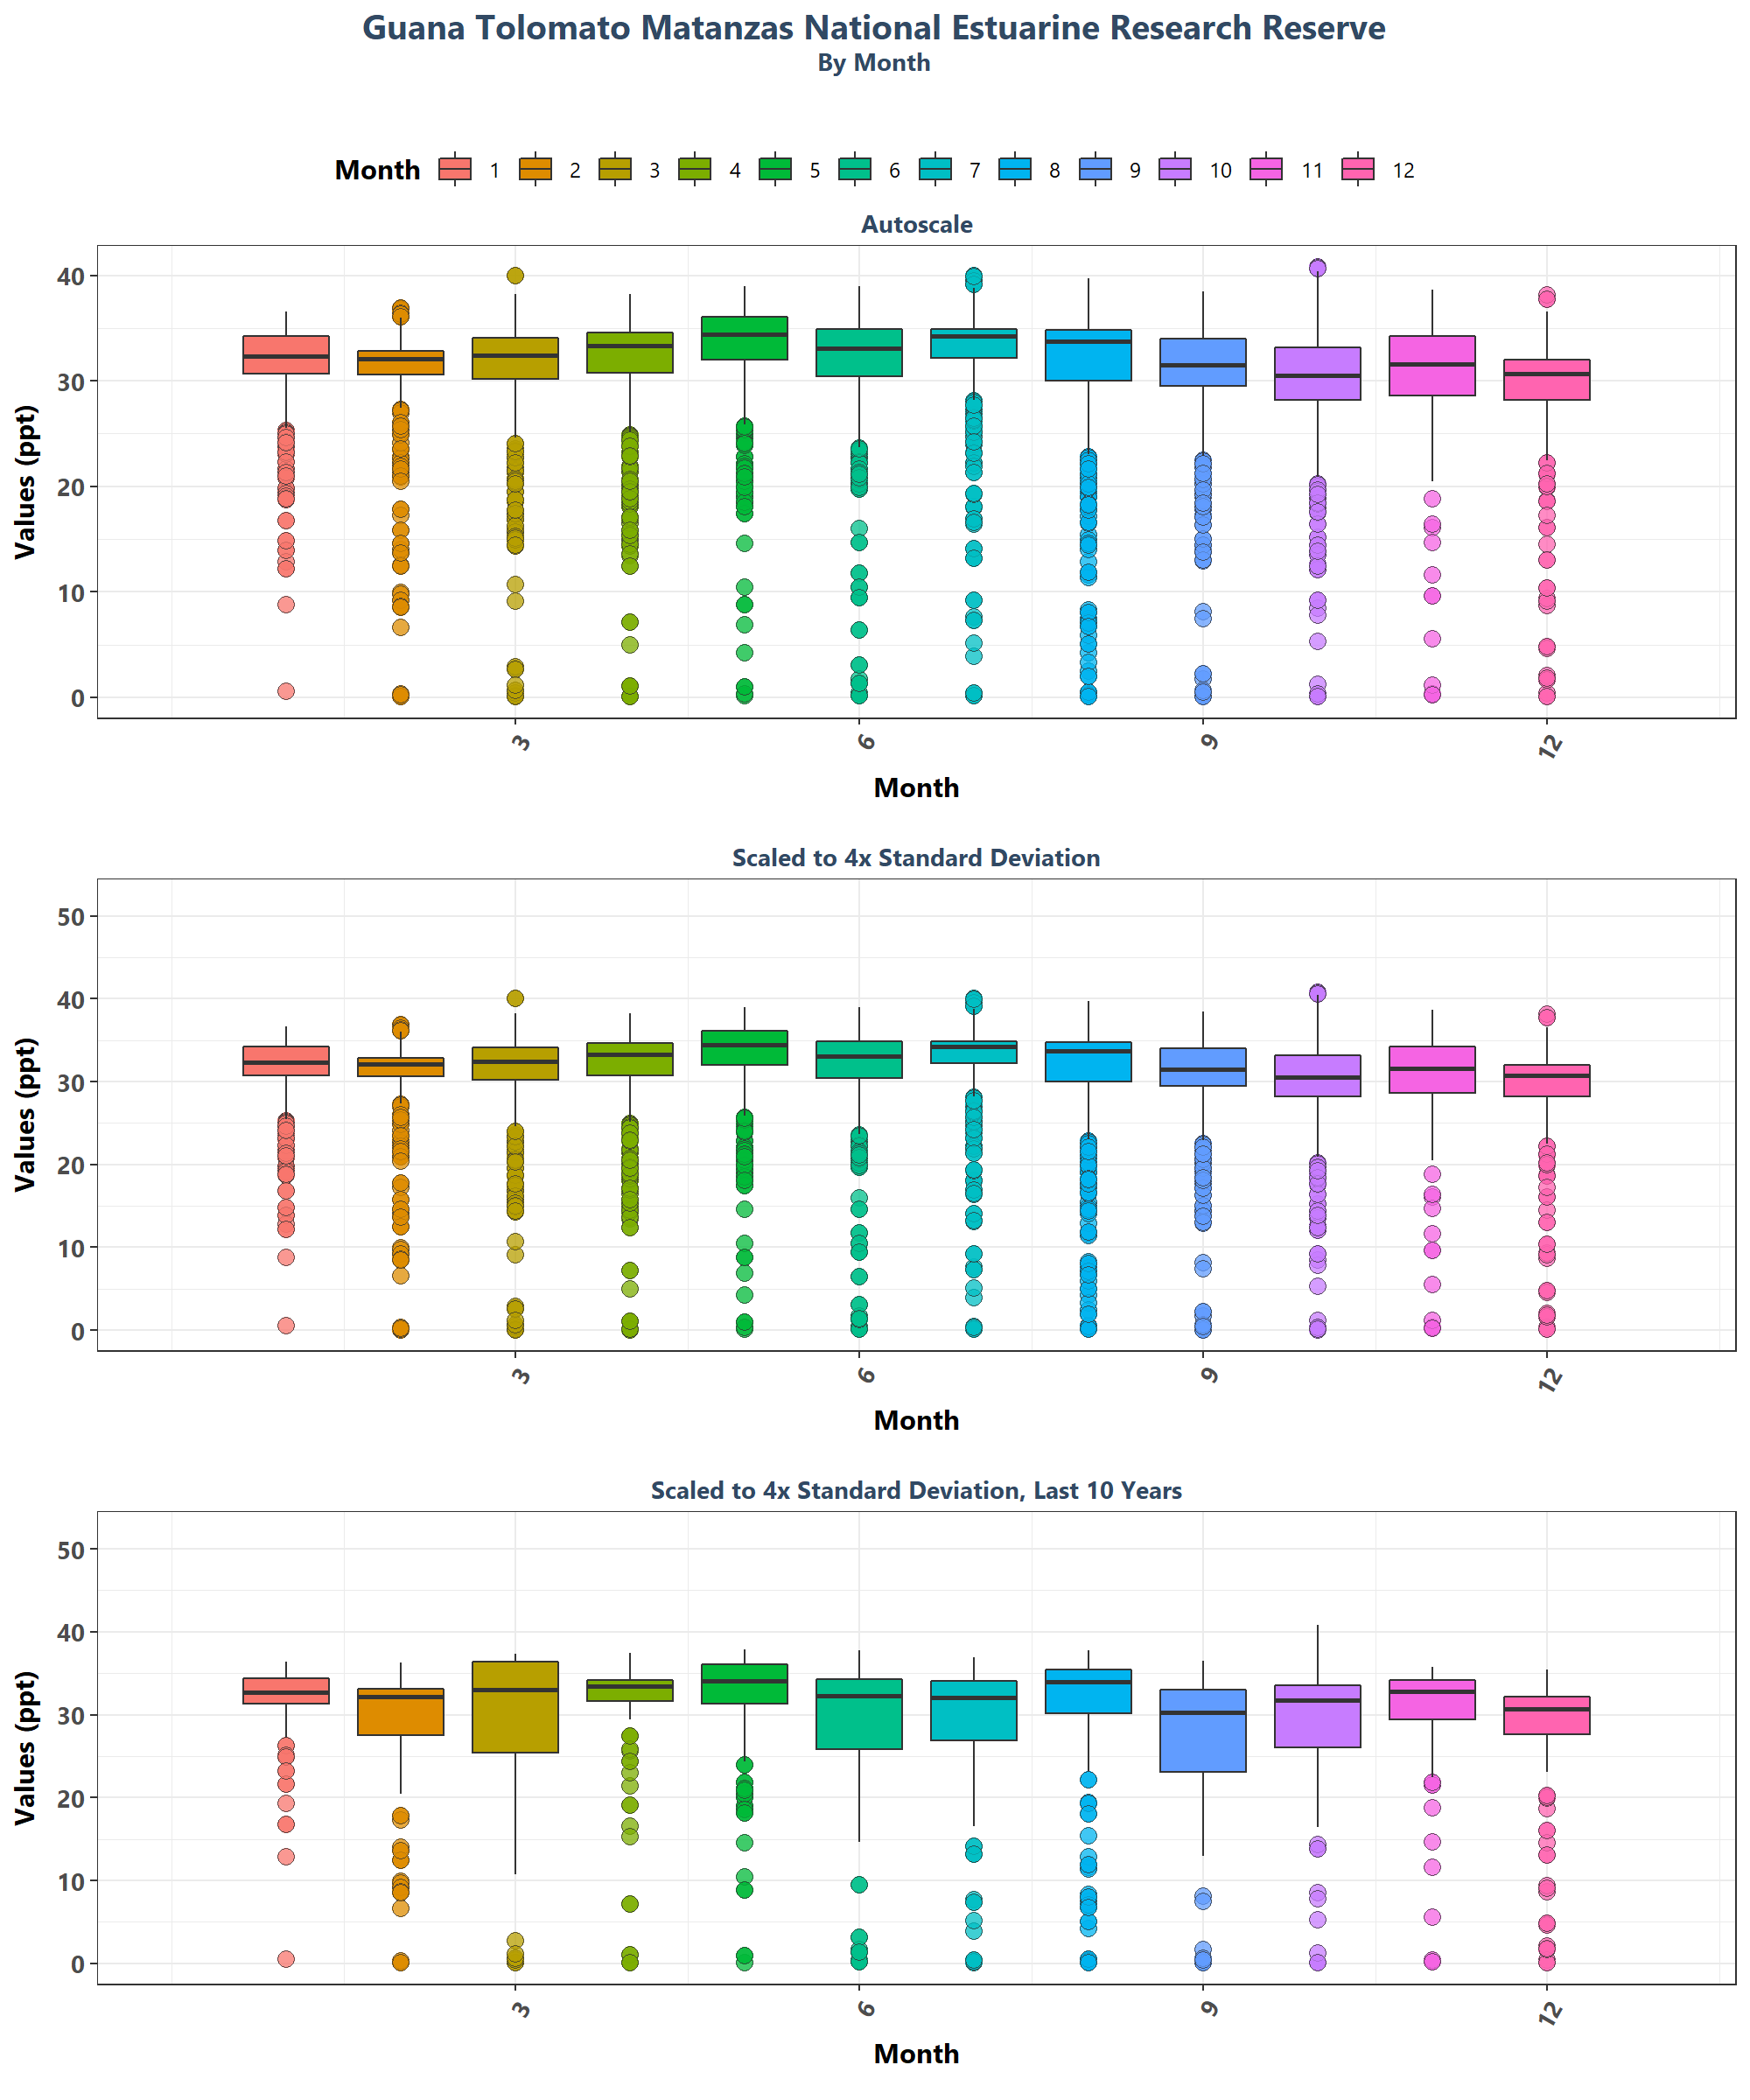 Guana Tolomato Matanzas National Estuarine Research Reserve
By Month
Month 1 2 3 4 5 6 7 8 9 10 11 12
Autoscale
Values (ppt)
40
30
20
10
0
3 6 9 12
Month
Scaled to 4x Standard Deviation
Values (ppt)
50
40
30
20
10
0
3 6 9 12
Month
Scaled to 4x Standard Deviation, Last 10 Years
Values (ppt)
50
40
30
20
10
0
3 6 9 12
Month